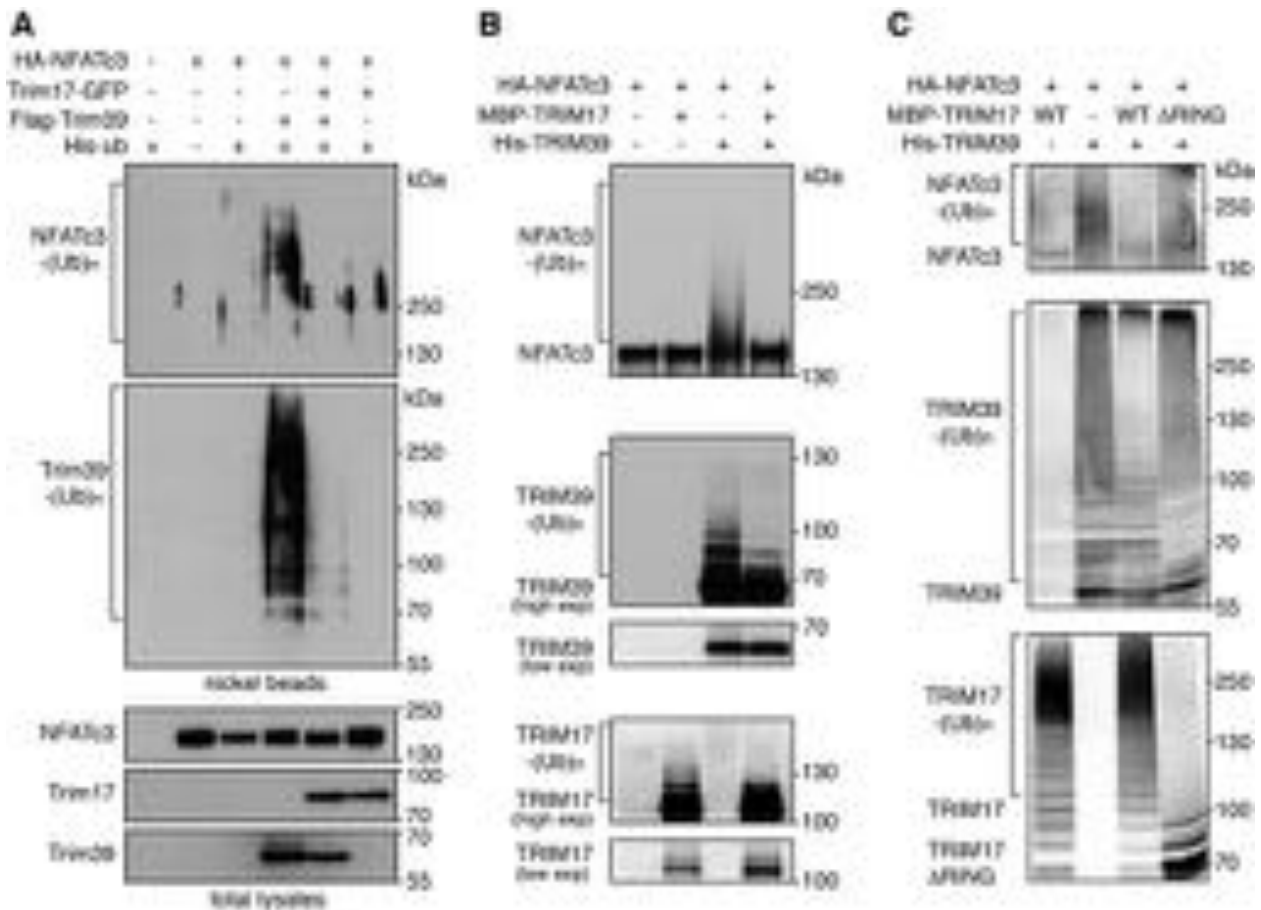 A
HA-NFATc3 - + + + + +
Trim17-GFP - - - - + +
Flag-Trim39 - - - + + -
His-ub + - + + + +
kDa
NFATc3
-(Ub)n
250
130
kDa
Trim39
-(Ub)n
250
130
100
70
55
nickel beads
NFATc3
250
130
Trim17
100
70
Trim39
70
55
total lysates
B
HA-NFATc3 + + + +
MBP-TRIM17 - + - +
His-TRIM39 - - + +
kDa
NFATc3
-(Ub)n
250
NFATc3
130
130
TRIM39
-(Ub)n
100
70
TRIM39
(high exp)
70
TRIM39
(low exp)
TRIM17
-(Ub)n
130
TRIM17
(high exp)
100
TRIM17
(low exp)
100
C
HA-NFATc3 + + + +
MBP-TRIM17 WT - WT ΔRING
His-TRIM39 - + + +
kDa
NFATc3
-(Ub)n
250
NFATc3
130
250
TRIM39
-(Ub)n
130
100
70
TRIM39
55
TRIM17
-(Ub)n
250
130
TRIM17
100
TRIM17
ΔRING
70